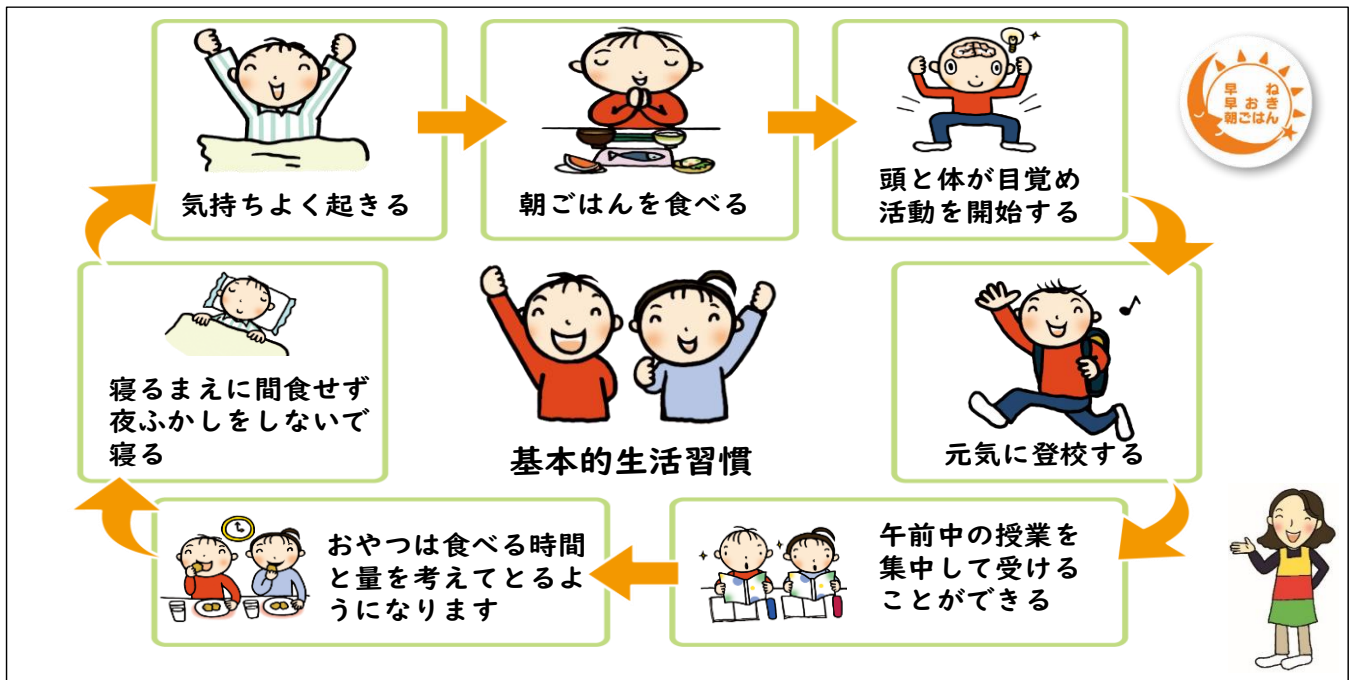 気持ちよく起きる
朝ごはんを食べる
頭と体が目覚め
活動を開始する
早 ね
早 お き
朝ごはん
元気に登校する
午前中の授業を
集中して受ける
ことができる
おやつは食べる時間
と量を考えてとるよ
うになります
寝るまえに間食せず
夜ふかしをしないで
寝る
基本的生活習慣